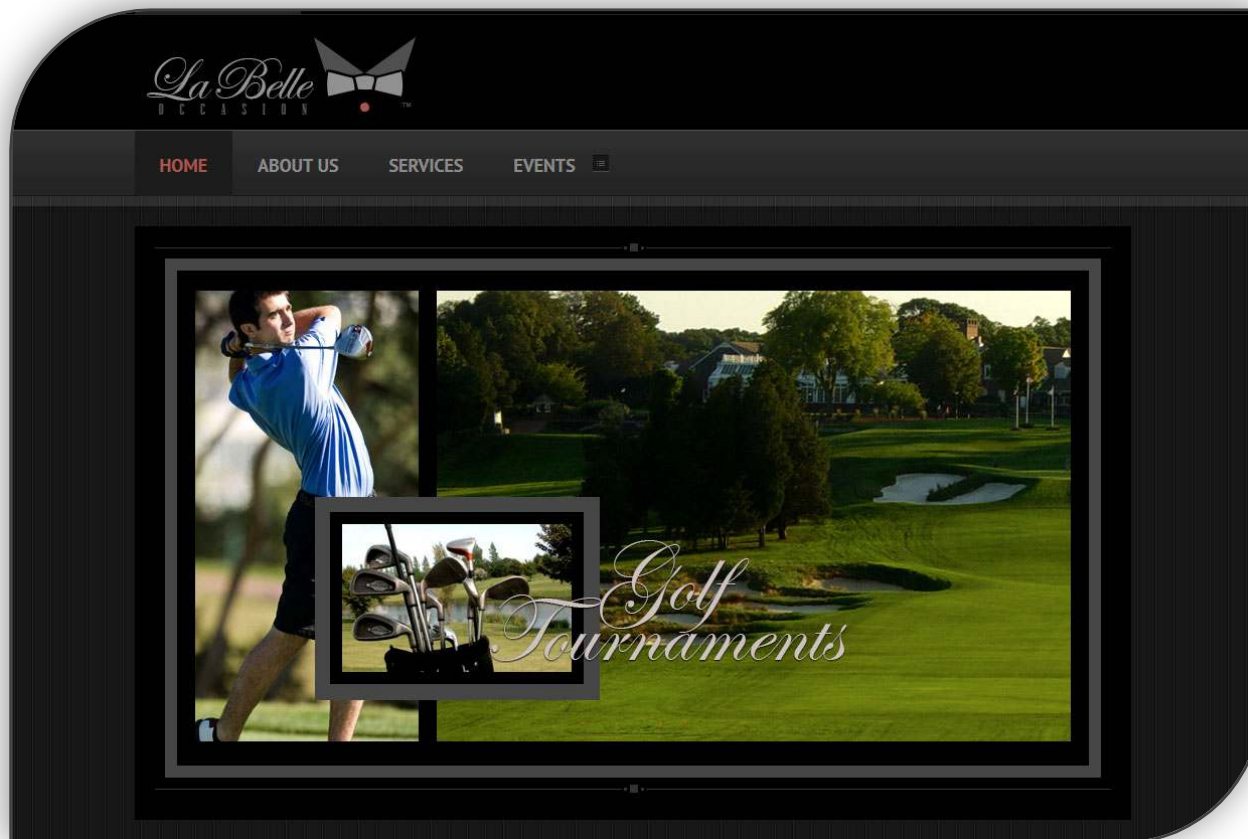 La Belle
OCCASION
™
HOME ABOUT US SERVICES EVENTS
Golf
Tournaments